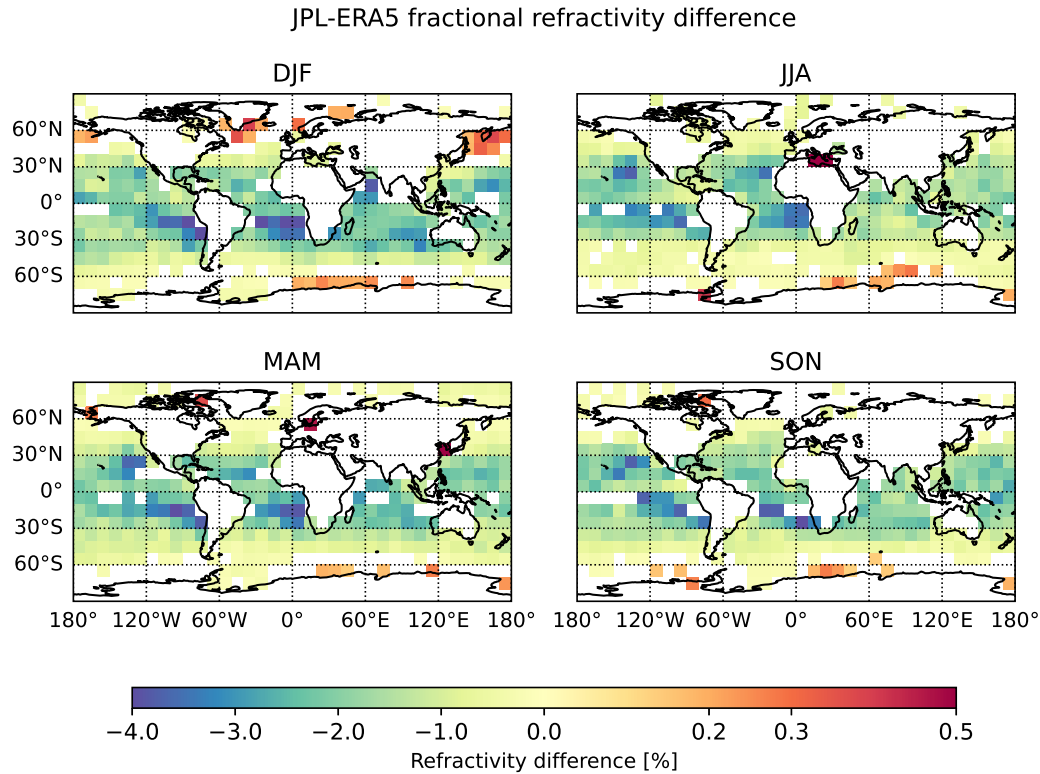 JPL-ERA5 fractional refractivity difference
DJF
JJA
60°N
30°N
0°
30°S
60°S
MAM
SON
60°N
30°N
0°
30°S
60°S
180° 120°W 60°W 0° 60°E 120°E 180°
180° 120°W 60°W 0° 60°E 120°E 180°
−4.0 −3.0 −2.0 −1.0 0.0 0.2 0.3 0.5
Refractivity difference [%]